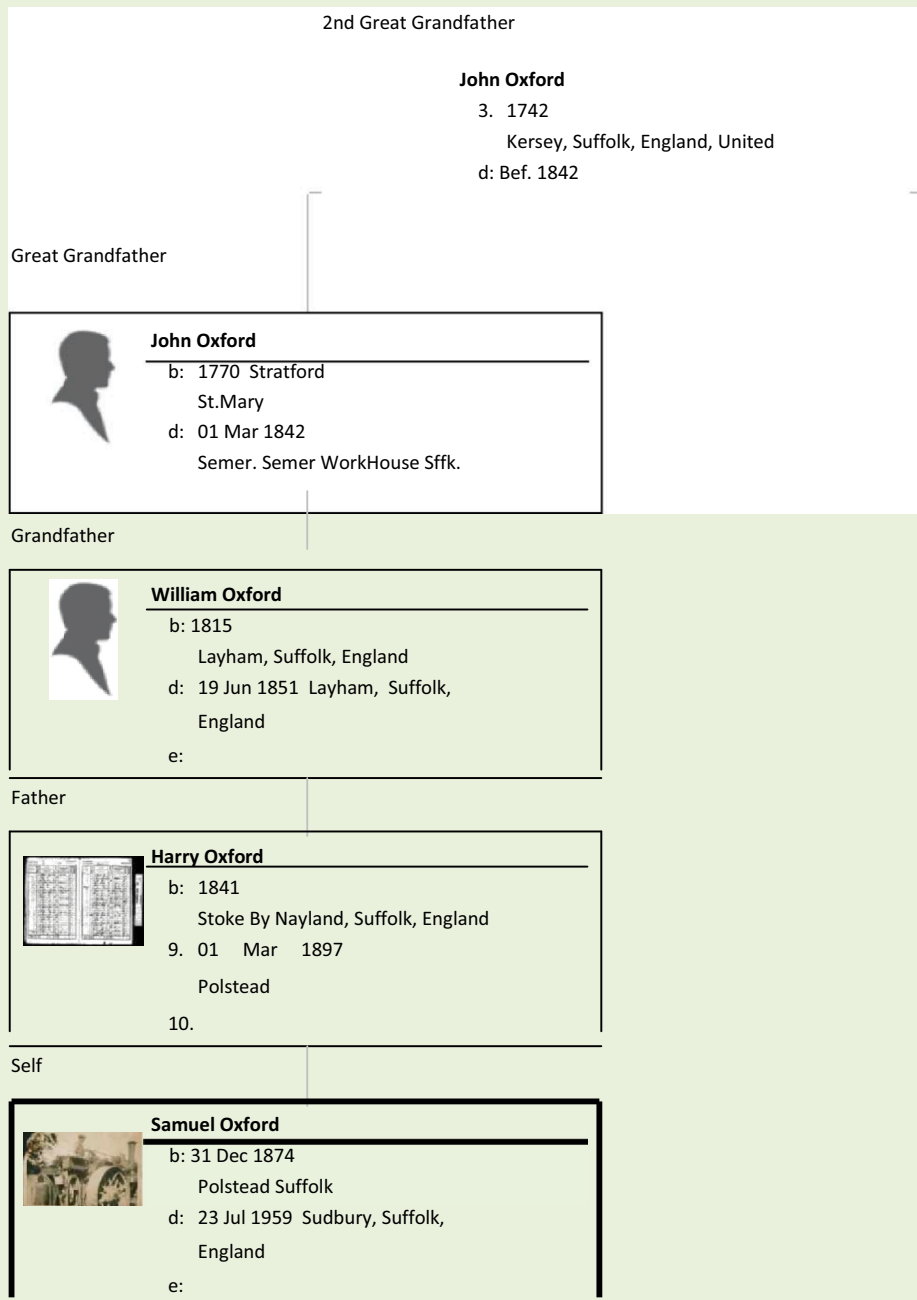 2nd Great Grandfather
John Oxford
3. 1742
Kersey, Suffolk, England, United
d: Bef. 1842
Great Grandfather
John Oxford
b: 1770 Stratford
St.Mary
d: 01 Mar 1842
Semer. Semer WorkHouse Sffk.
Grandfather
William Oxford
b: 1815
Layham, Suffolk, England
d: 19 Jun 1851 Layham, Suffolk,
England
e:
Father
Harry Oxford
b: 1841
Stoke By Nayland, Suffolk, England
9. 01 Mar 1897
Polstead
10.
Self
Samuel Oxford
b: 31 Dec 1874
Polstead Suffolk
d: 23 Jul 1959 Sudbury, Suffolk,
England
e: